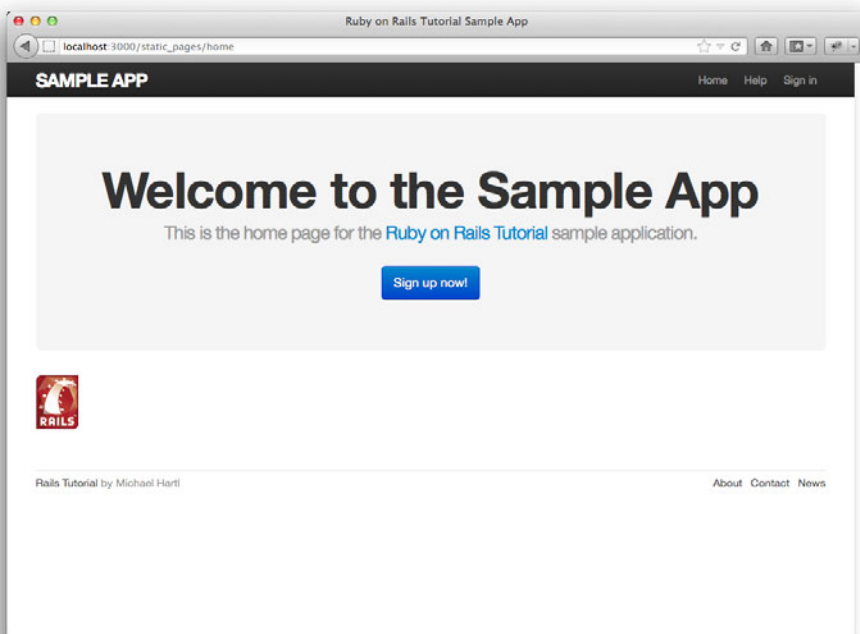 Ruby on Rails Tutorial Sample App
localhost:3000/static_pages/home
SAMPLE APP
Home Help Sign in
Welcome to the Sample App
This is the home page for the Ruby on Rails Tutorial sample application.
Sign up now!
RAILS
Rails Tutorial by Michael Hartl
About Contact News